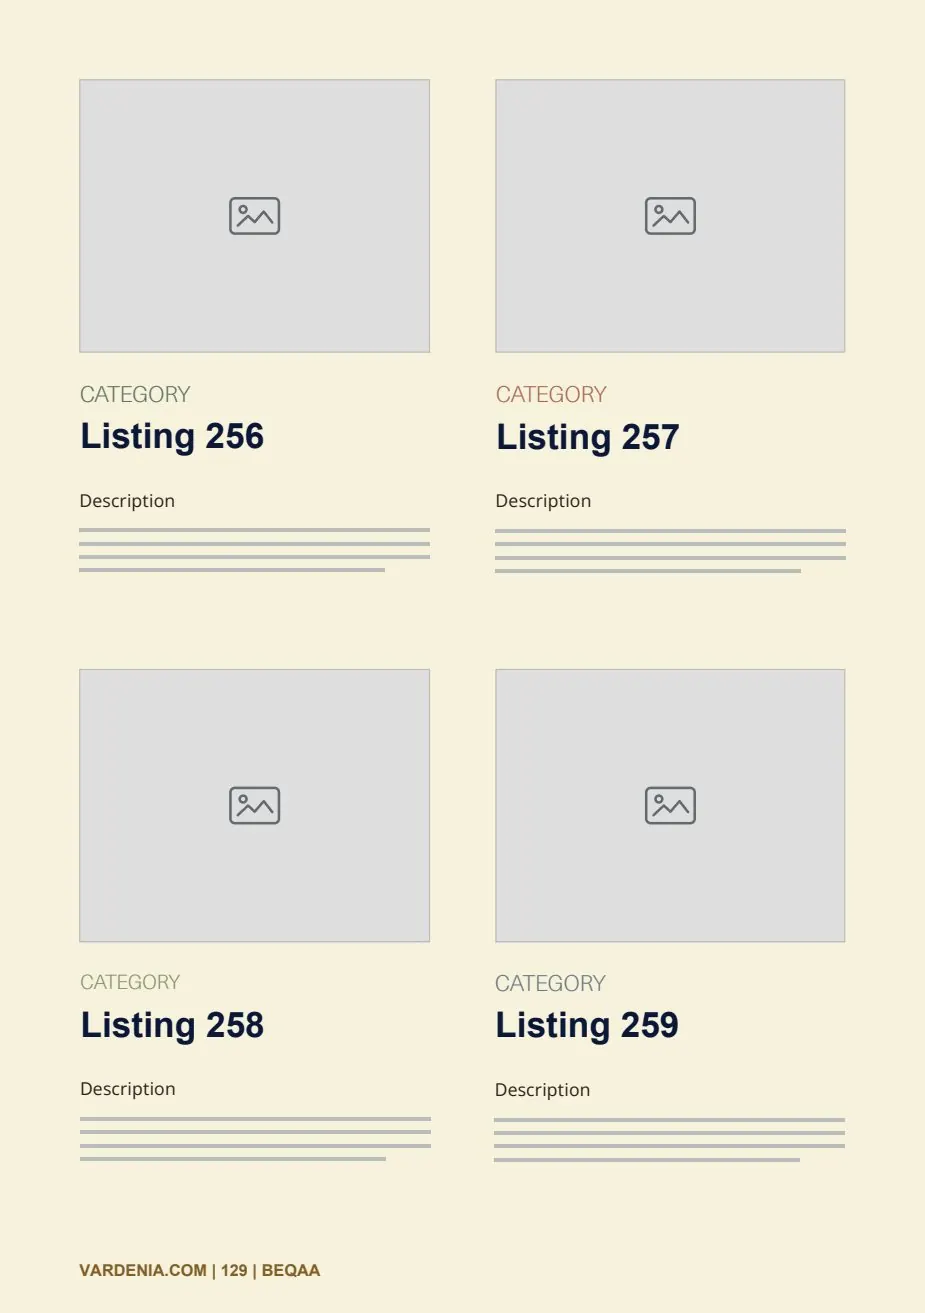 CATEGORY
Listing 256
Description
CATEGORY
Listing 257
Description
CATEGORY
Listing 258
Description
CATEGORY
Listing 259
Description
VARDENIA.COM | 129 | BEQAA